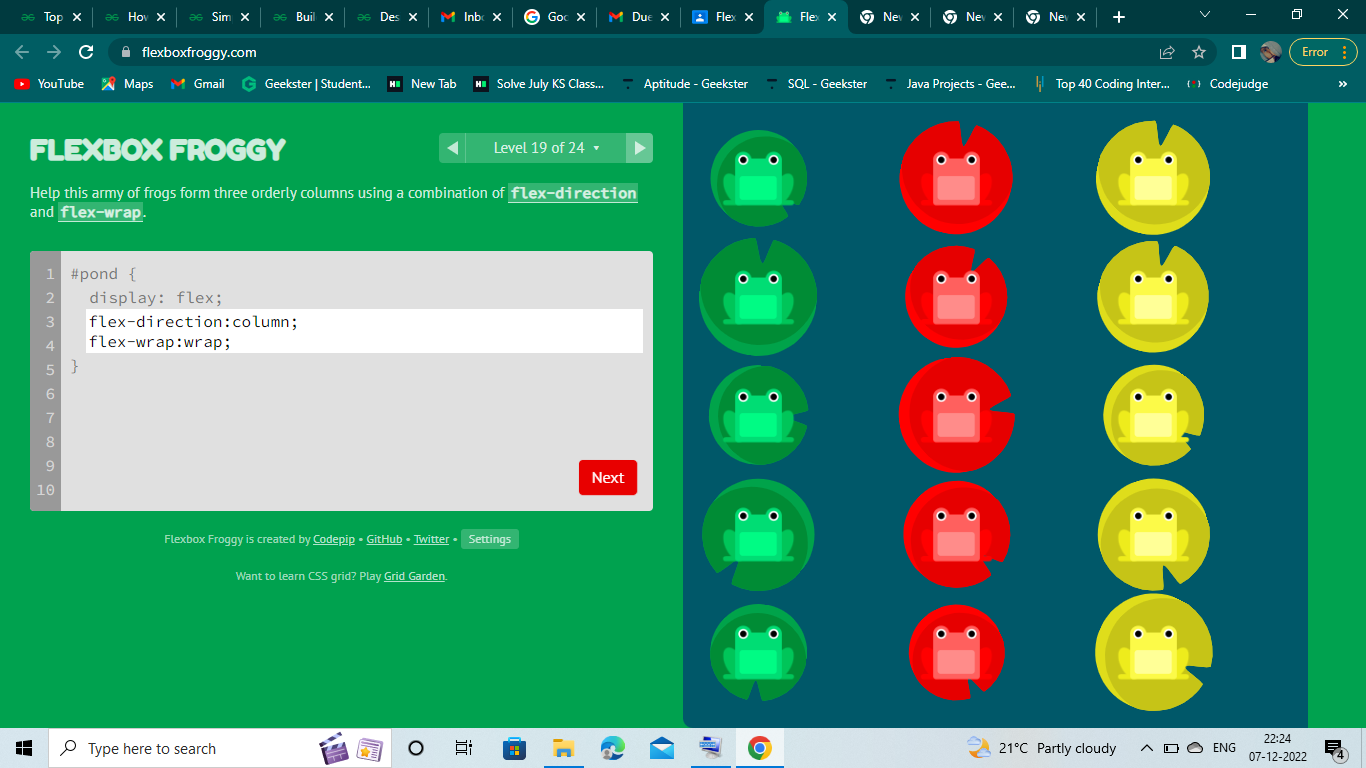 Top
How
Sim
Buil
Des
Inbo
Goo
Due
Flex
Flex
New
New
New
flexboxfroggy.com
Error
YouTube
Maps
Gmail
Geekster | Student...
New Tab
Solve July KS Class...
Aptitude - Geekster
SQL - Geekster
Java Projects - Gee...
Top 40 Coding Inter...
Codejudge
»
FLEXBOX FROGGY
Level 19 of 24
Help this army of frogs form three orderly columns using a combination of flex-direction
and flex-wrap.
1 #pond {
2 display: flex;
3 flex-direction:column;
4 flex-wrap:wrap;
5 }
6
7
8
9
10
Next
Flexbox Froggy is created by Codepip • GitHub • Twitter • Settings
Want to learn CSS grid? Play Grid Garden.
Type here to search
21°C Partly cloudy
ENG
22:24
07-12-2022
4